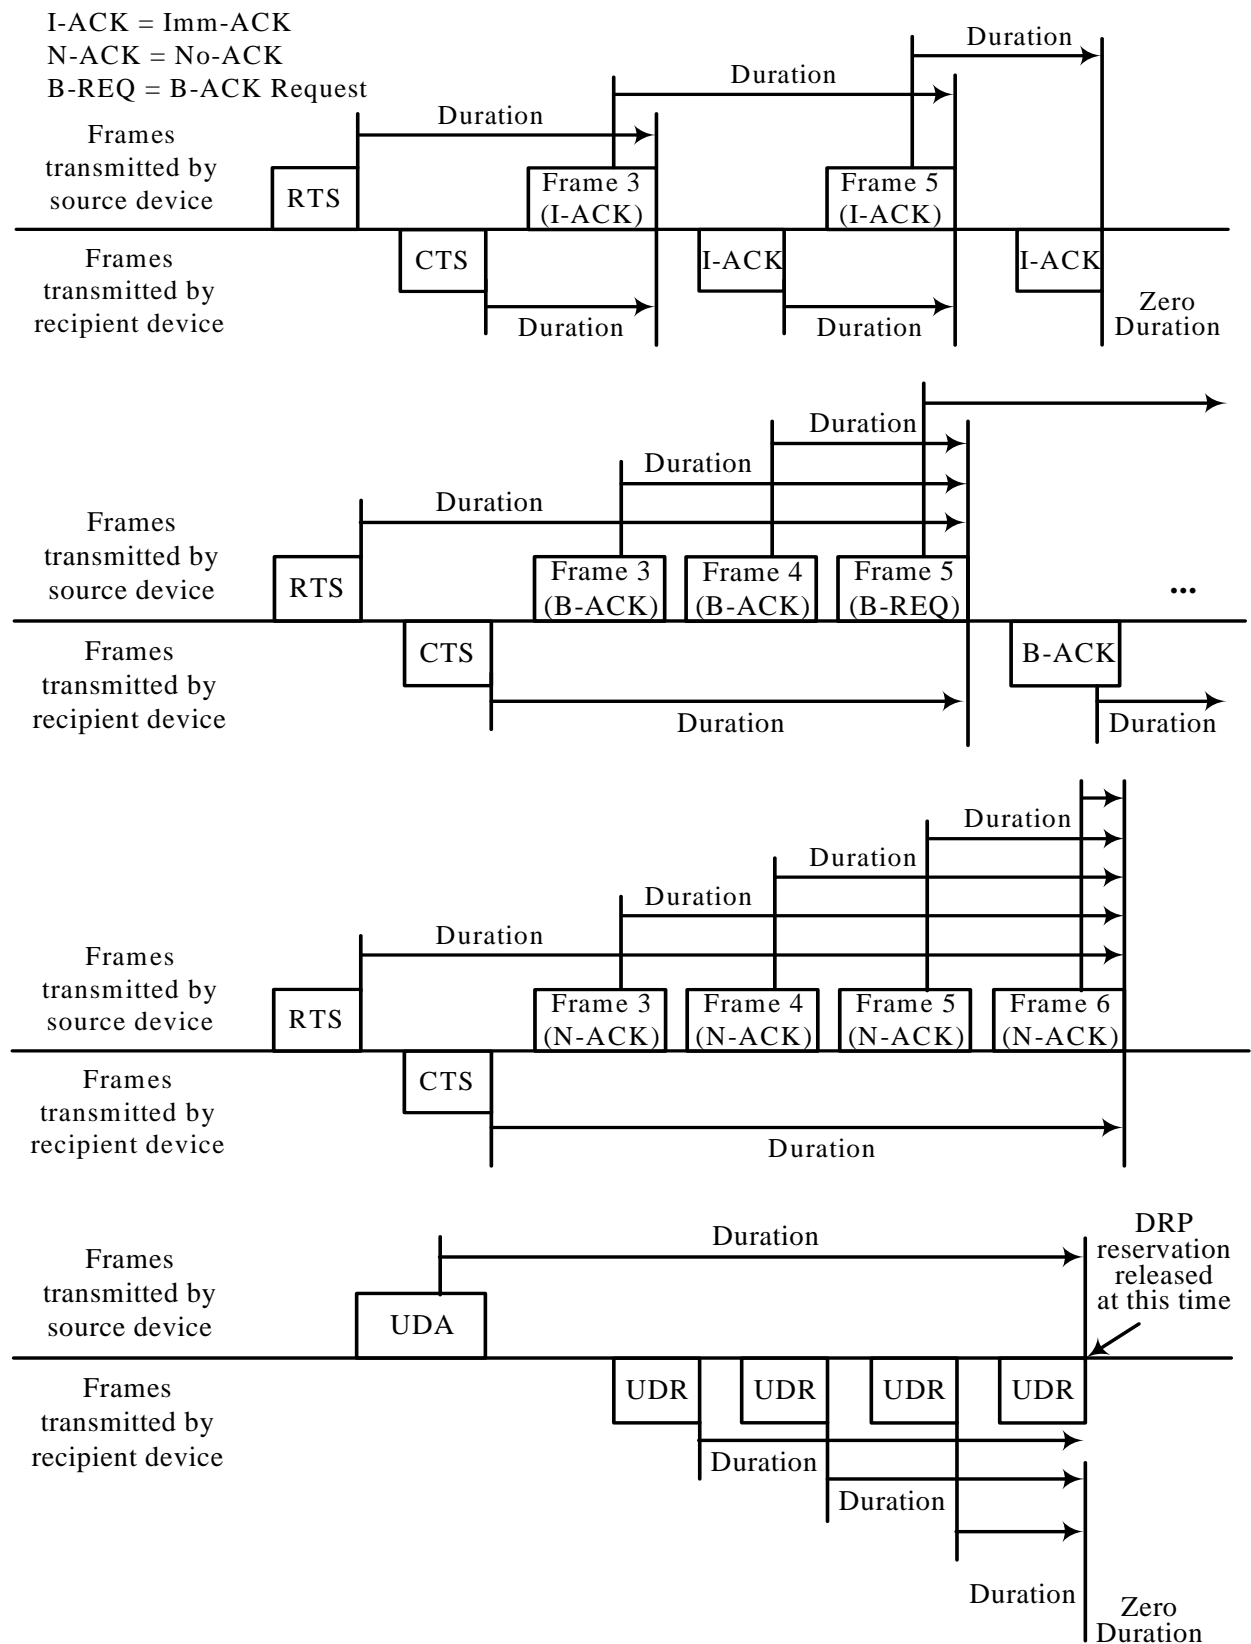 I-ACK = Imm-ACK
N-ACK = No-ACK
B-REQ = B-ACK Request
Duration
Duration
Duration
Frames
transmitted by
source device
RTS
Frame 3
(I-ACK)
Frame 5
(I-ACK)
Frames
transmitted by
recipient device
CTS
I-ACK
I-ACK
Duration
Duration
Zero
Duration
Duration
Duration
Duration
Frames
transmitted by
source device
RTS
Frame 3
(B-ACK)
Frame 4
(B-ACK)
Frame 5
(B-REQ)
...
Frames
transmitted by
recipient device
CTS
B-ACK
Duration
Duration
Duration
Duration
Duration
Duration
Frames
transmitted by
source device
RTS
Frame 3
(N-ACK)
Frame 4
(N-ACK)
Frame 5
(N-ACK)
Frame 6
(N-ACK)
Frames
transmitted by
recipient device
CTS
Duration
Duration
DRP
reservation
released
at this time
Frames
transmitted by
source device
UDA
Frames
transmitted by
recipient device
UDR
UDR
UDR
UDR
Duration
Duration
Duration
Zero
Duration